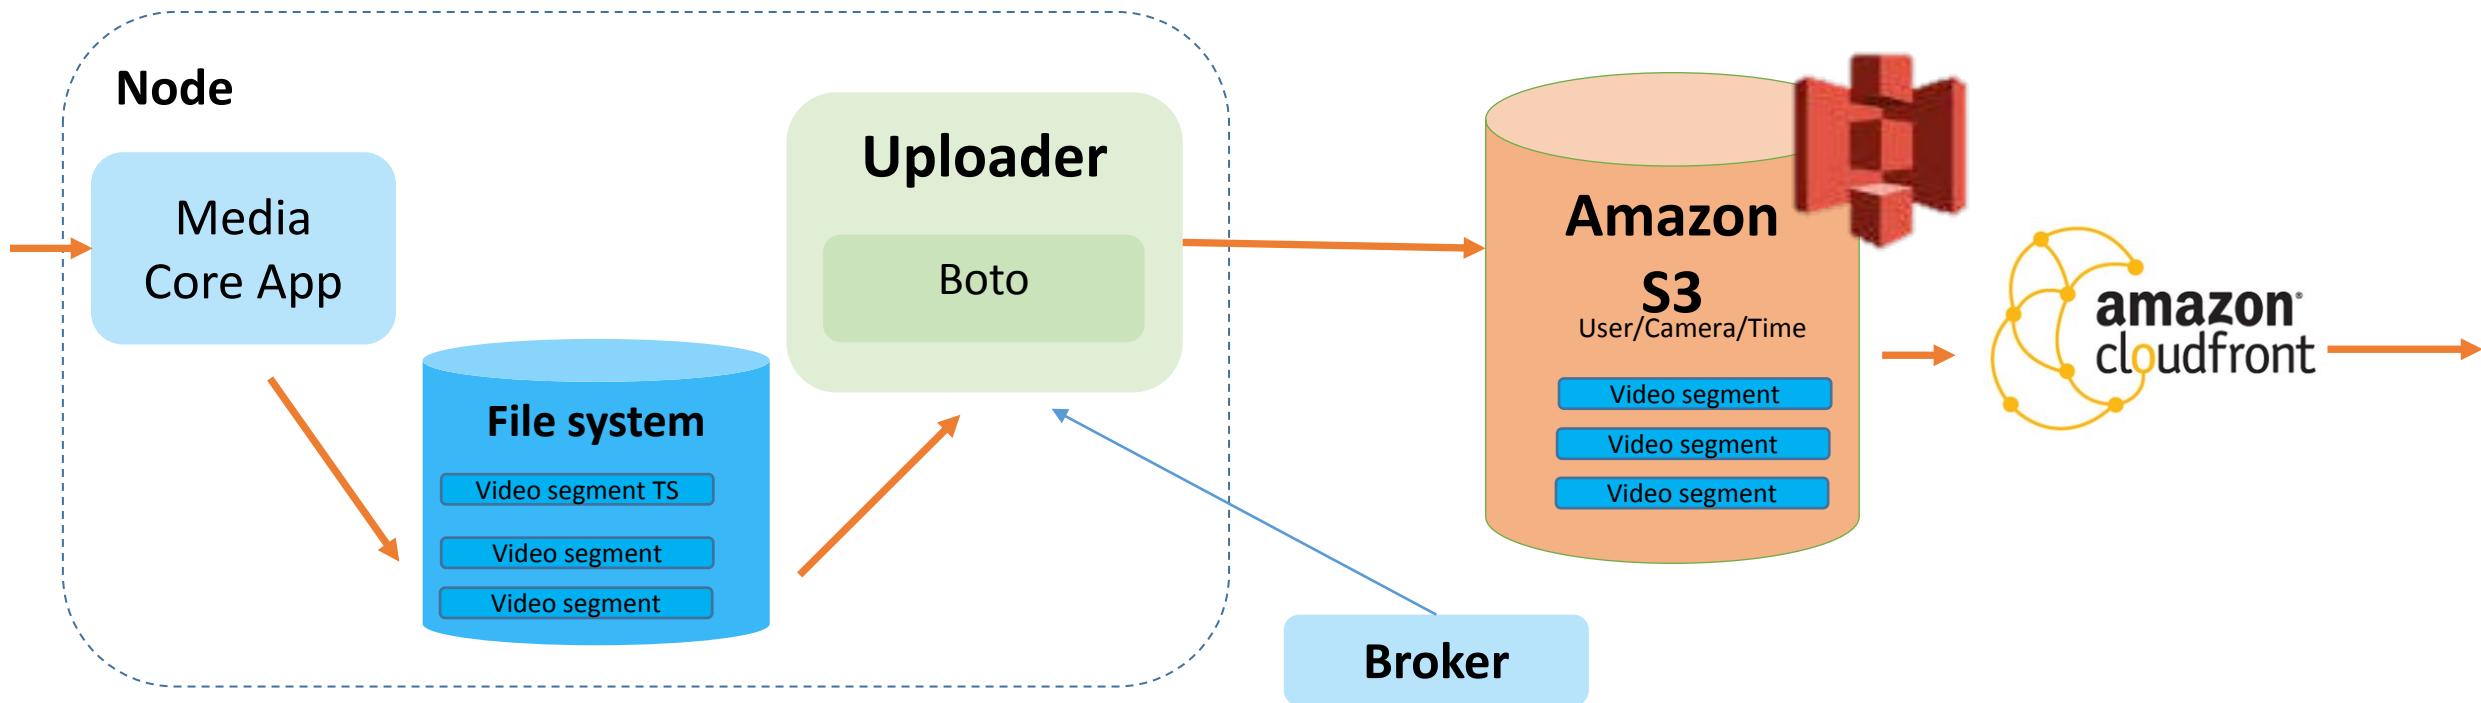 Node
Media
Core App
File system
Video segment TS
Video segment
Video segment
Uploader
Boto
Broker
Amazon
S3
User/Camera/Time
Video segment
Video segment
Video segment
amazon®
cloudfront